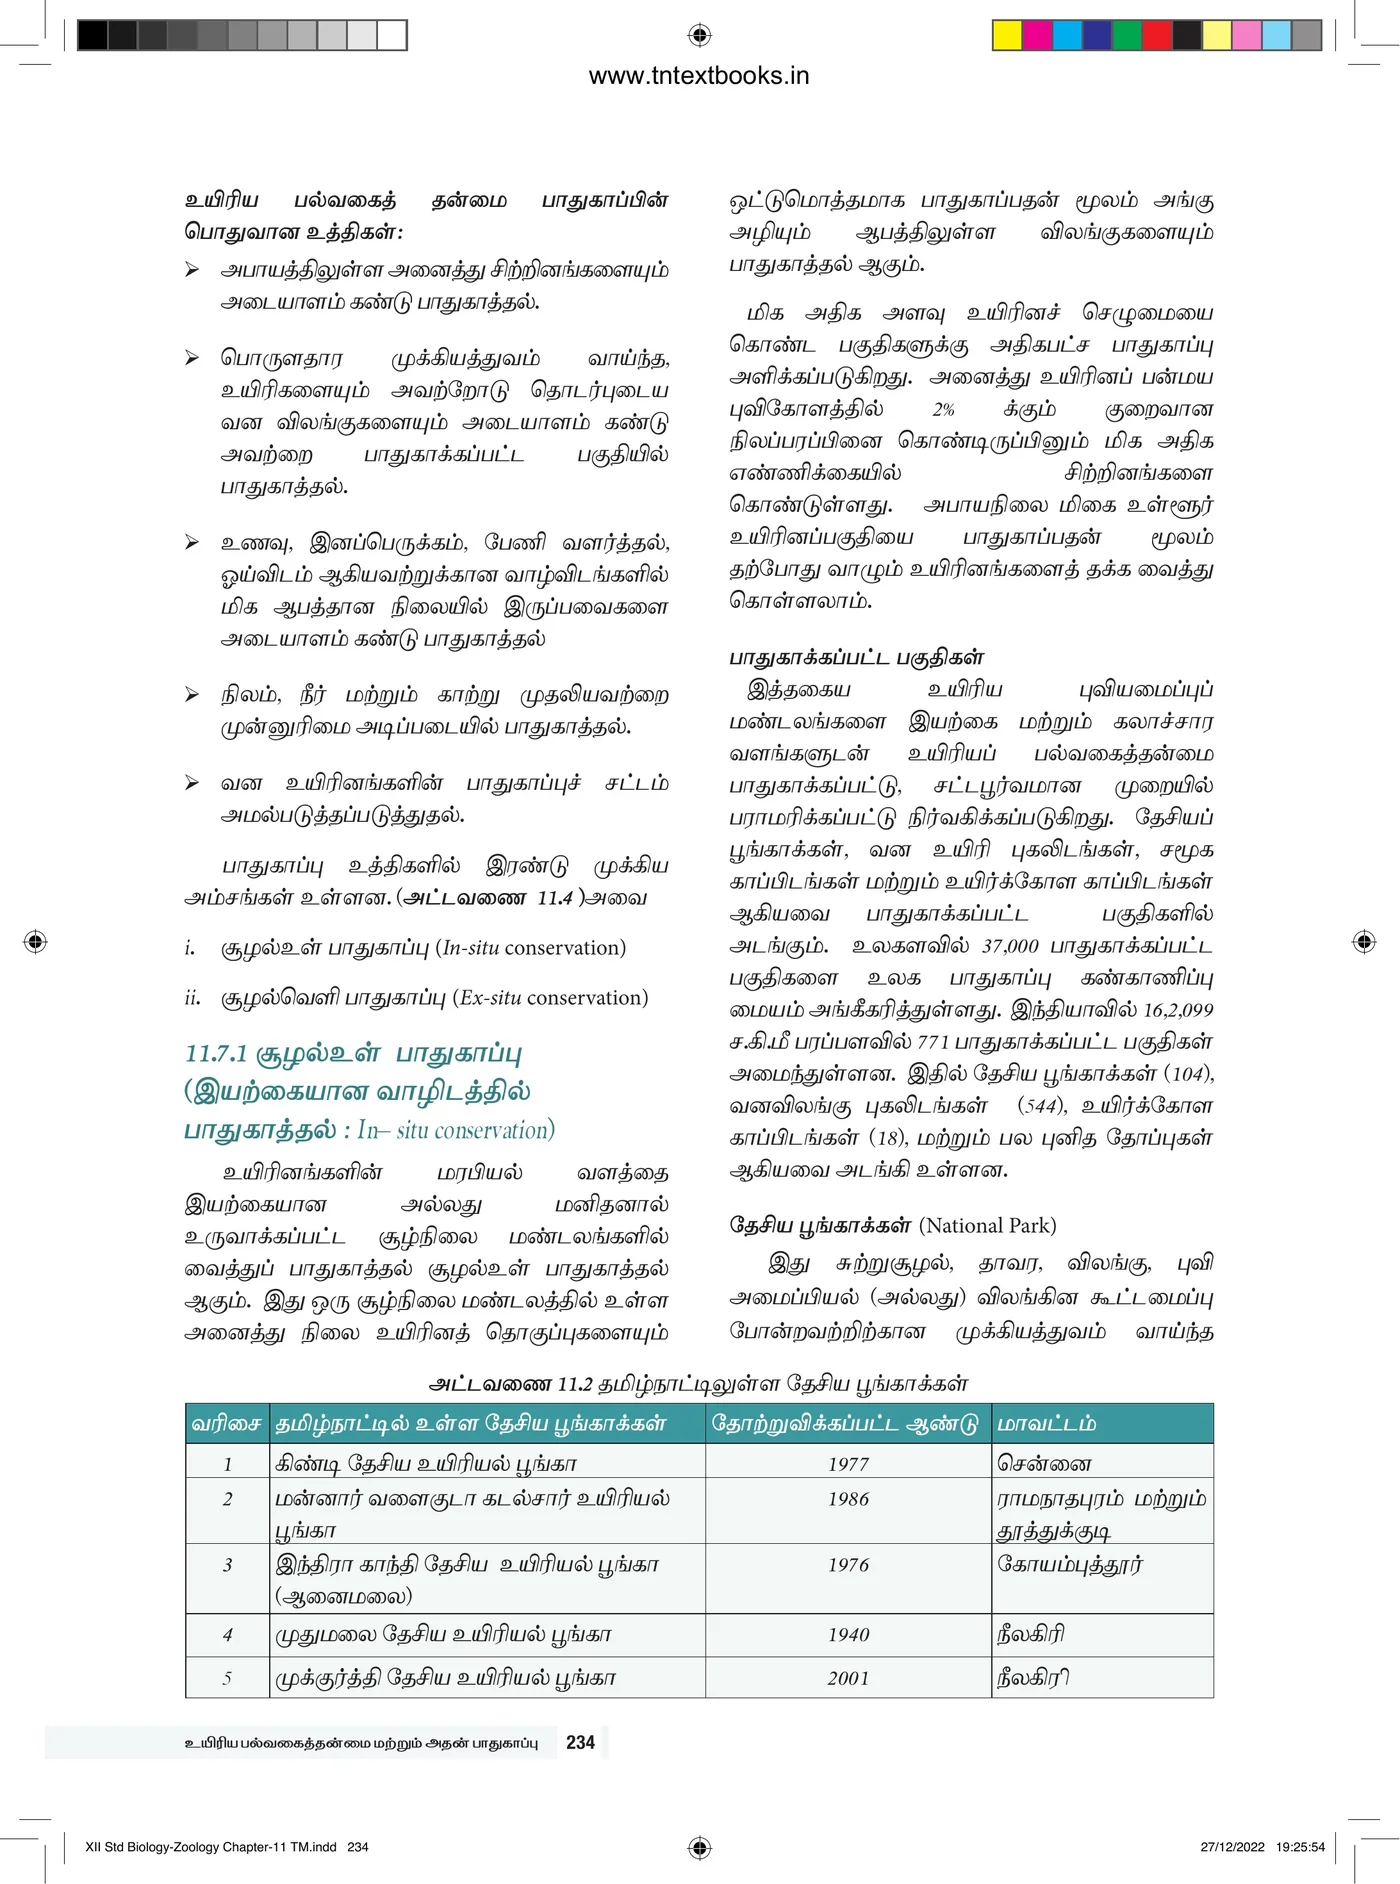 www.tntextbooks.in
உயிரிய பல்வகைத் தன்மை பாதுகாப்பின்
பொதுவான உத்திகள்:
➢ அபாயத்திலுள்ள அனைத்து சிற்றினங்களையும்
அடையாளம் கண்டு பாதுகாத்தல்.
➢ பொருளதார முக்கியத்துவம் வாய்ந்த,
உயிரிகளையும் அவற்றோடு தொடர்புடைய
வன விலங்குகளையும் அடையாளம் கண்டு
அவற்றை பாதுகாக்கப்பட்ட பகுதியில்
பாதுகாத்தல்.
➢ உணவு, இனப்பெருக்கம், பேணி வளர்த்தல்,
ஓய்விடம் ஆகியவற்றுக்கான வாழ்விடங்களில்
மிக ஆபத்தான நிலையில் இருப்பவைகளை
அடையாளம் கண்டு பாதுகாத்தல்
➢ நிலம், நீர் மற்றும் காற்று முதலியவற்றை
முன்னுரிமை அடிப்படையில் பாதுகாத்தல்.
➢ வன உயிரினங்களின் பாதுகாப்புச் சட்டம்
அமல்படுத்தப்படுத்துதல்.
பாதுகாப்பு உத்திகளில் இரண்டு முக்கிய
அம்சங்கள் உள்ளன. (அட்டவணை 11.4 )அவை
i. சூழல்உள் பாதுகாப்பு (In-situ conservation)
ii. சூழல்வெளி பாதுகாப்பு (Ex-situ conservation)
11.7.1 சூழல்உள் பாதுகாப்பு
(இயற்கையான வாழிடத்தில்
பாதுகாத்தல் : In– situ conservation)
உயிரினங்களின் மரபியல் வளத்தை
இயற்கையான அல்லது மனிதனால்
உருவாக்கப்பட்ட சூழ்நிலை மண்டலங்களில்
வைத்துப் பாதுகாத்தல் சூழல்உள் பாதுகாத்தல்
ஆகும். இது ஒரு சூழ்நிலை மண்டலத்தில் உள்ள
அனைத்து நிலை உயிரினத் தொகுப்புகளையும்
ஒட்டுமொத்தமாக பாதுகாப்பதன் மூலம் அங்கு
அழியும் ஆபத்திலுள்ள விலங்குகளையும்
பாதுகாத்தல் ஆகும்.
மிக அதிக அளவு உயிரினச் செழுமையை
கொண்ட பகுதிகளுக்கு அதிகபட்ச பாதுகாப்பு
அளிக்கப்படுகிறது. அனைத்து உயிரினப் பன்மய
புவிகோளத்தில் 2% க்கும் குறைவான
நிலப்பரப்பினை கொண்டிருப்பினும் மிக அதிக
எண்ணிக்கையில் சிற்றினங்களை
கொண்டுள்ளது. அபாயநிலை மிகை உள்ளூர்
உயிரினப்பகுதியை பாதுகாப்பதன் மூலம்
தற்போது வாழும் உயிரினங்களைத் தக்க வைத்து
கொள்ளலாம்.
பாதுகாக்கப்பட்ட பகுதிகள்
இத்தகைய உயிரிய புவியமைப்புப்
மண்டலங்களை இயற்கை மற்றும் கலாச்சார
வளங்களுடன் உயிரியப் பல்வகைத்தன்மை
பாதுகாக்கப்பட்டு, சட்டபூர்வமான முறையில்
பராமரிக்கப்பட்டு நிர்வகிக்கப்படுகிறது. தேசியப்
பூங்காக்கள், வன உயிரி புகலிடங்கள், சமூக
காப்பிடங்கள் மற்றும் உயிர்க்கோள காப்பிடங்கள்
ஆகியவை பாதுகாக்கப்பட்ட பகுதிகளில்
அடங்கும். உலகளவில் 37,000 பாதுகாக்கப்பட்ட
பகுதிகளை உலக பாதுகாப்பு கண்காணிப்பு
மையம் அங்கீகரித்துள்ளது. இந்தியாவில் 16,2,099
ச.கி.மீ பரப்பளவில் 771 பாதுகாக்கப்பட்ட பகுதிகள்
அமைந்துள்ளன. இதில் தேசிய பூங்காக்கள் (104),
வனவிலங்கு புகலிடங்கள் (544), உயிர்க்கோள
காப்பிடங்கள் (18), மற்றும் பல புனித தோப்புகள்
ஆகியவை அடங்கி உள்ளன.
தேசிய பூங்காக்கள் (National Park)
இது சுற்றுசூழல், தாவர, விலங்கு, புவி
அமைப்பியல் (அல்லது) விலங்கின கூட்டமைப்பு
போன்றவற்றிற்கான முக்கியத்துவம் வாய்ந்த
அட்டவணை 11.2 தமிழ்நாட்டிலுள்ள தேசிய பூங்காக்கள்
வரிசை தமிழ்நாட்டில் உள்ள தேசிய பூங்காக்கள் தோற்றுவிக்கப்பட்ட ஆண்டு மாவட்டம்
1 கிண்டி தேசிய உயிரியல் பூங்கா 1977 சென்னை
2 மன்னார் வளைகுடா கடல்சார் உயிரியல் 1986 ராமநாதபுரம் மற்றும்
பூங்கா தூத்துக்குடி
3 இந்திரா காந்தி தேசிய உயிரியல் பூங்கா 1976 கோயம்புத்தூர்
(ஆனைமலை)
4 முதுமலை தேசிய உயிரியல் பூங்கா 1940 நீலகிரி
5 முக்குர்த்தி தேசிய உயிரியல் பூங்கா 2001 நீலகிரி
உயிரிய பல்வகைத்தன்மை மற்றும் அதன் பாதுகாப்பு 234
XII Std Biology-Zoology Chapter-11 TM.indd 234 27/12/2022 19:25:54